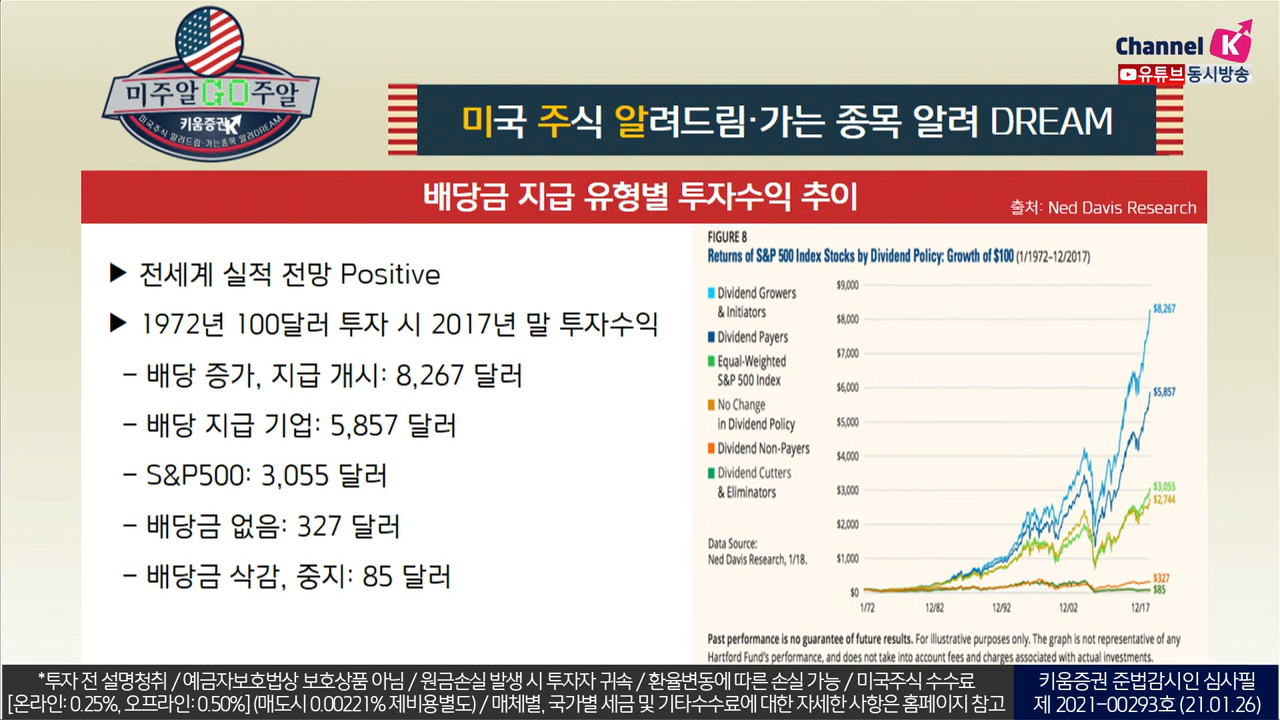 미주알GO주알
키움증권
미국주식 알려드림·가는종목 알려DREAM
Channel K
유튜브동시방송
미국 주식 알려드림·가는 종목 알려 DREAM
배당금 지급 유형별 투자수익 추이
출처: Ned Davis Research
▶ 전세계 실적 전망 Positive
▶ 1972년 100달러 투자 시 2017년 말 투자수익
– 배당 증가, 지급 개시: 8,267 달러
– 배당 지급 기업: 5,857 달러
– S&P500: 3,055 달러
– 배당금 없음: 327 달러
– 배당금 삭감, 중지: 85 달러
FIGURE 8
Returns of S&P 500 Index Stocks by Dividend Policy: Growth of $100 (1/1972–12/2017)
Dividend Growers
& Initiators
Dividend Payers
Equal-Weighted
S&P 500 Index
No Change
in Dividend Policy
Dividend Non-Payers
Dividend Cutters
& Eliminators
Data Source:
Ned Davis Research, 1/18.
$9,000
$8,000
$7,000
$6,000
$5,000
$4,000
$3,000
$2,000
$1,000
$0
1/72 12/82 12/92 12/02 12/17
$8,267
$5,857
$3,055
$2,744
$327
$85
Past performance is no guarantee of future results. For illustrative purposes only. The graph is not representative of any
Hartford Fund's performance, and does not take into account fees and charges associated with actual investments.
*투자 전 설명청취 / 예금자보호법상 보호상품 아님 / 원금손실 발생 시 투자자 귀속 / 환율변동에 따른 손실 가능 / 미국주식 수수료
[온라인: 0.25%, 오프라인: 0.50%] (매도시 0.00221% 제비용별도) / 매체별, 국가별 세금 및 기타수수료에 대한 자세한 사항은 홈페이지 참고
키움증권 준법감시인 심사필
제 2021-00293호 (21.01.26)